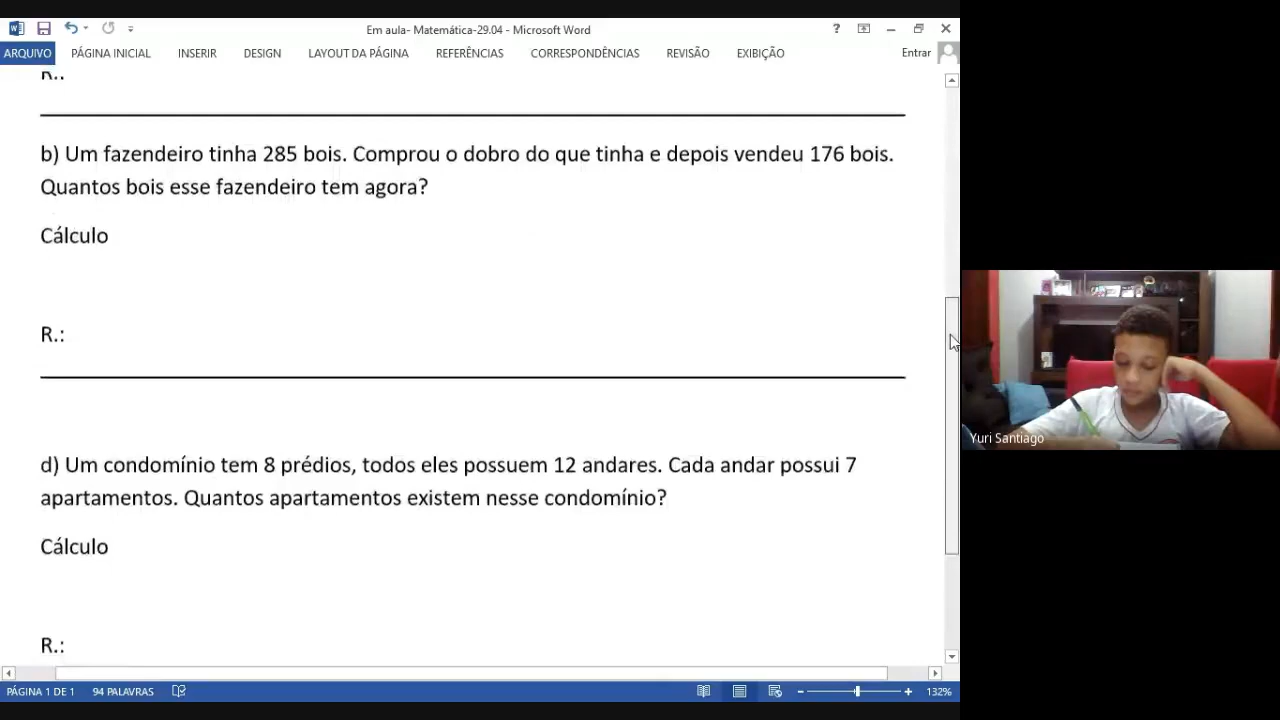 Em aula- Matemática-29.04 - Microsoft Word
?
ARQUIVO PÁGINA INICIAL INSERIR DESIGN LAYOUT DA PÁGINA REFERÊNCIAS CORRESPONDÊNCIAS REVISÃO EXIBIÇÃO Entrar
R.:
b) Um fazendeiro tinha 285 bois. Comprou o dobro do que tinha e depois vendeu 176 bois.
Quantos bois esse fazendeiro tem agora?
Cálculo
R.:
Yuri Santiago
d) Um condomínio tem 8 prédios, todos eles possuem 12 andares. Cada andar possui 7
apartamentos. Quantos apartamentos existem nesse condomínio?
Cálculo
R.:
PÁGINA 1 DE 1 94 PALAVRAS 132%